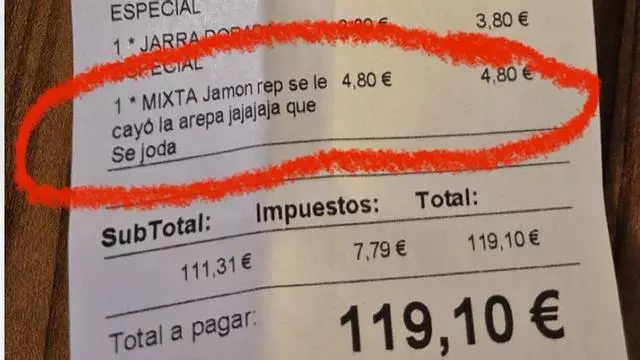 ESPECIAL
3,80 €
1 * JARRA DORADA
ESPECIAL
1 * MIXTA Jamon rep se le 4,80 € 4,80 €
cayó la arepa jajajaja que
Se joda
SubTotal: Impuestos: Total:
111,31 € 7,79 € 119,10 €
Total a pagar: 119,10 €